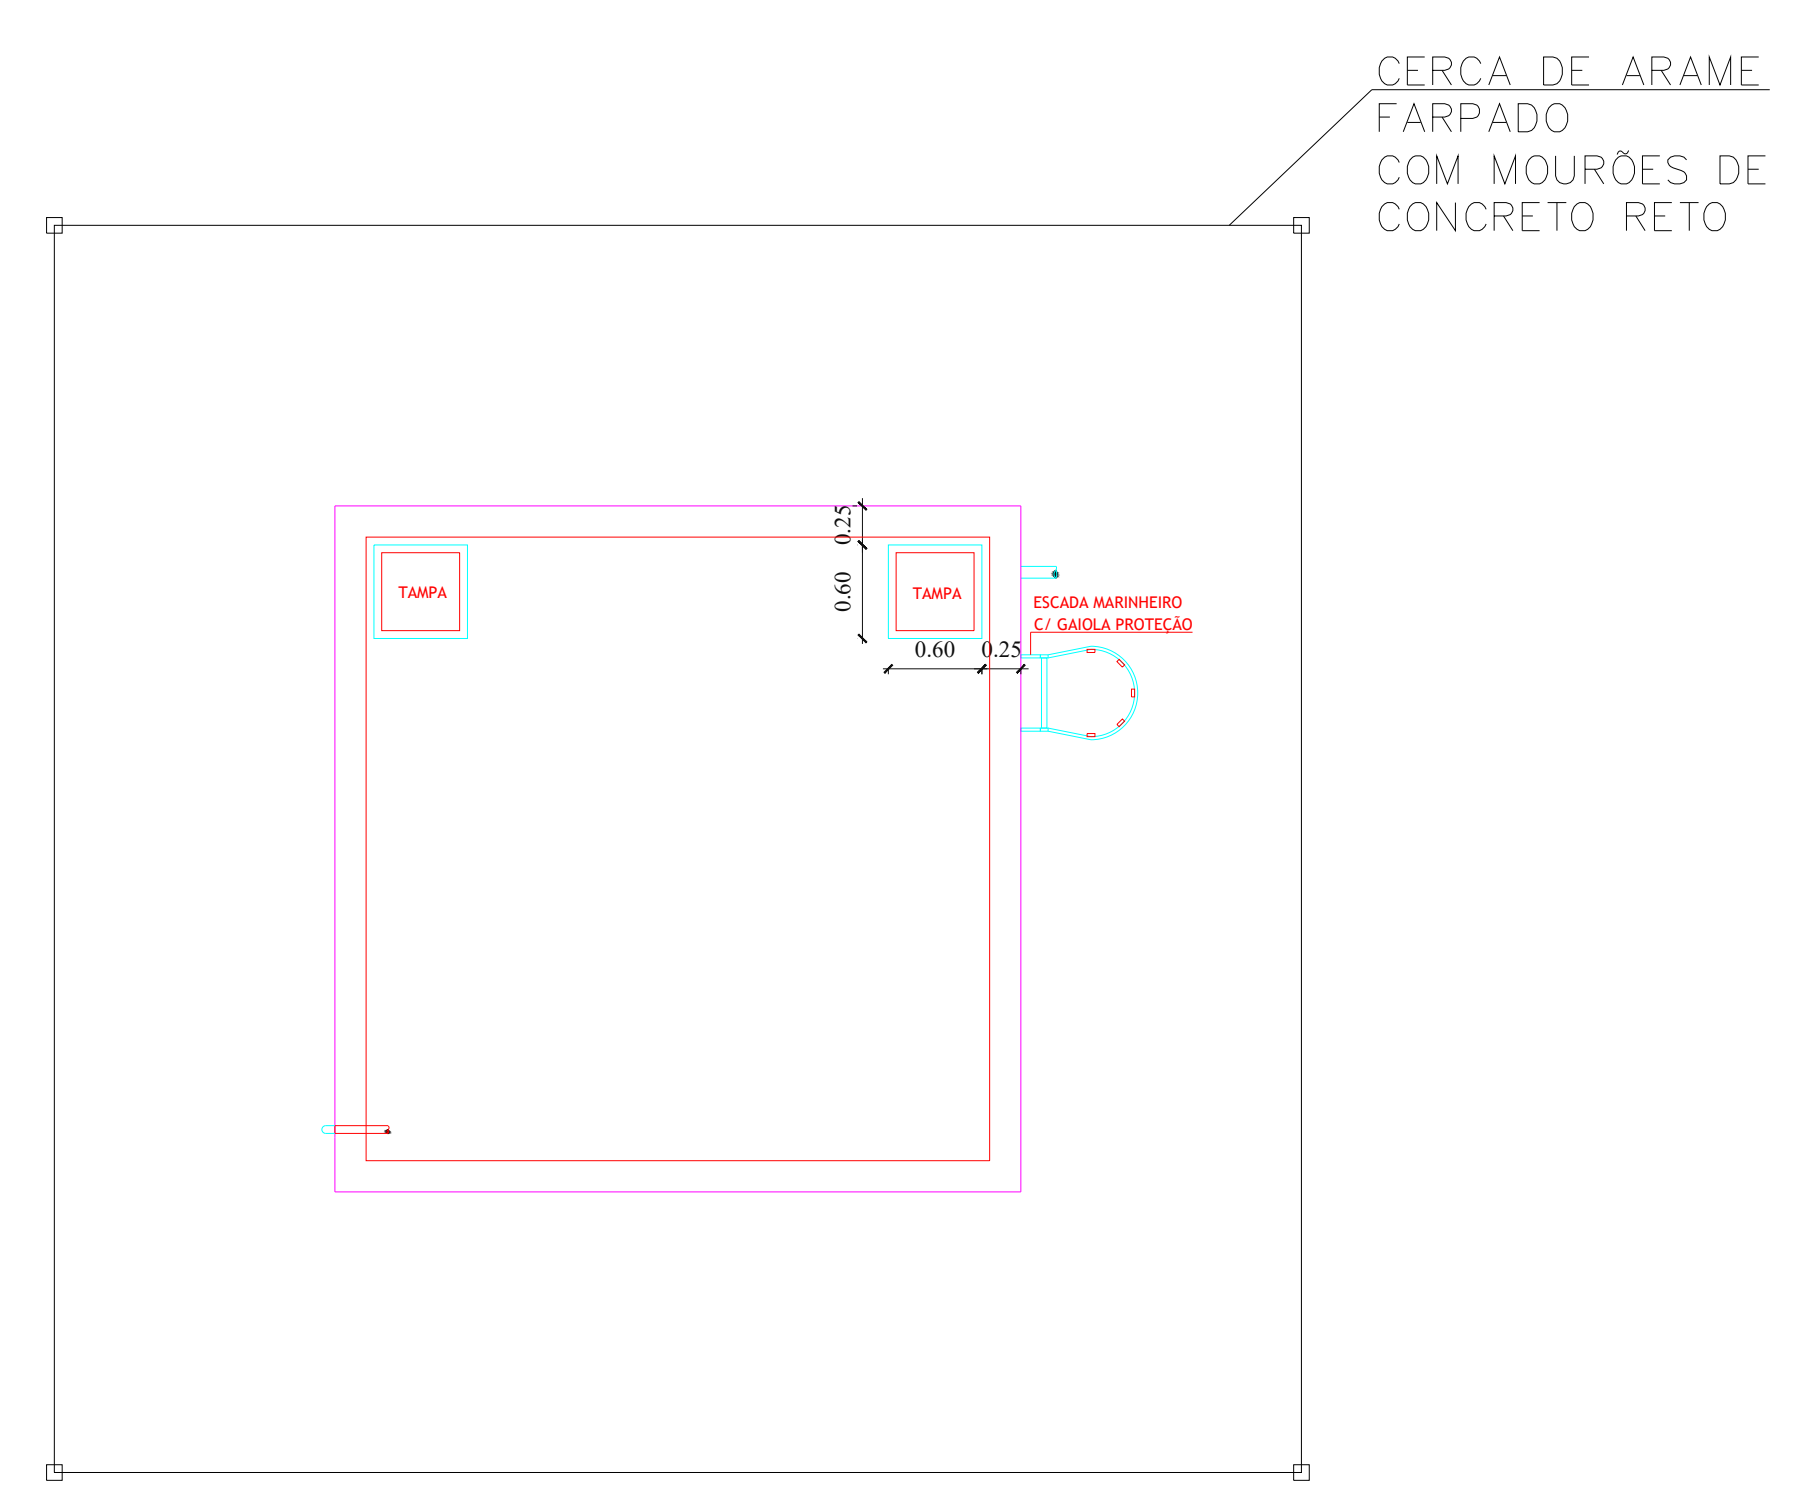 CERCA DE ARAME
FARPADO
COM MOURÕES DE
CONCRETO RETO
0.25
0.60
TAMPA
TAMPA
ESCADA MARINHEIRO
C/ GAIOLA PROTEÇÃO
0.60
0.25